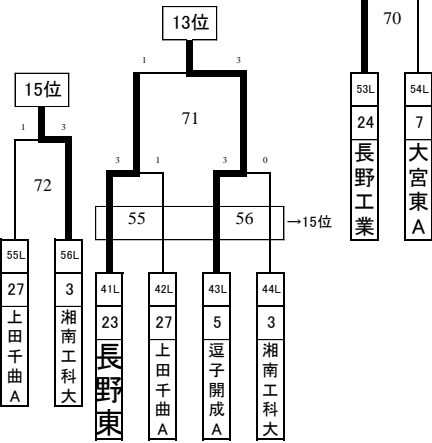 13位
70
1 3
15位
53L 54L
24 7
長野工業 大宮東A
1 3
71
3 1 3 0
72
55 56 →15位
55L 56L
27 3
上田千曲A 湘南工科大
41L 42L 43L 44L
23 27 5 3
長野東 上田千曲A 逗子開成A 湘南工科大